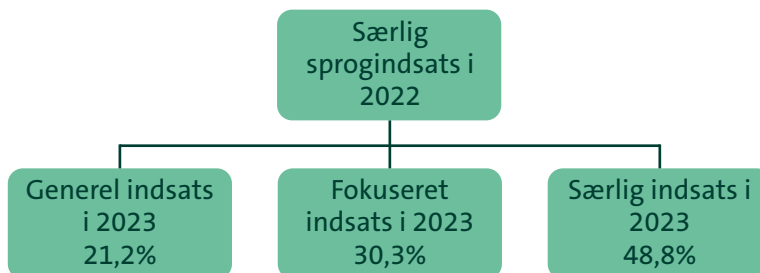 Særlig
sprogindsats i
2022
Generel indsats
i 2023
21,2%
Fokuseret
indsats i 2023
30,3%
Særlig indsats i
2023
48,8%